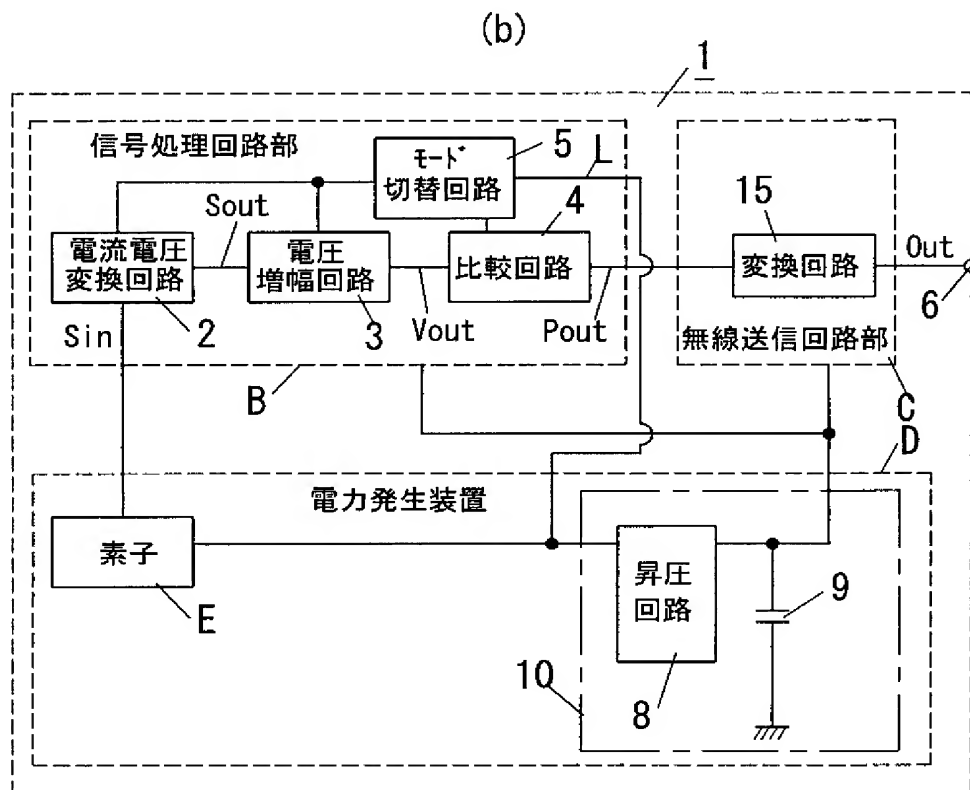 (b)
1
信号処理回路部
モード
切替回路
5
L
4
15
Sout
電流電圧
変換回路
電圧
増幅回路
比較回路
変換回路
Out
6
Sin
2
3
Vout
Pout
無線送信回路部
B
C
D
電力発生装置
素子
E
昇圧
回路
9
10
8